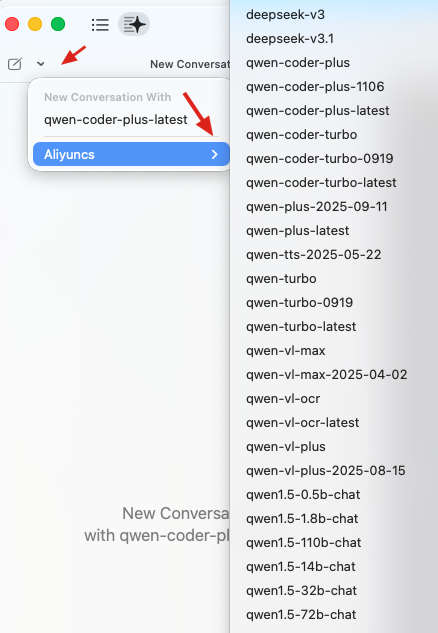 New Conversat
New Conversation With
qwen-coder-plus-latest
Aliyuncs
New Conversa
with qwen-coder-pl
deepseek-v3
deepseek-v3.1
qwen-coder-plus
qwen-coder-plus-1106
qwen-coder-plus-latest
qwen-coder-turbo
qwen-coder-turbo-0919
qwen-coder-turbo-latest
qwen-plus-2025-09-11
qwen-plus-latest
qwen-tts-2025-05-22
qwen-turbo
qwen-turbo-0919
qwen-turbo-latest
qwen-vl-max
qwen-vl-max-2025-04-02
qwen-vl-ocr
qwen-vl-ocr-latest
qwen-vl-plus
qwen-vl-plus-2025-08-15
qwen1.5-0.5b-chat
qwen1.5-1.8b-chat
qwen1.5-110b-chat
qwen1.5-14b-chat
qwen1.5-32b-chat
qwen1.5-72b-chat